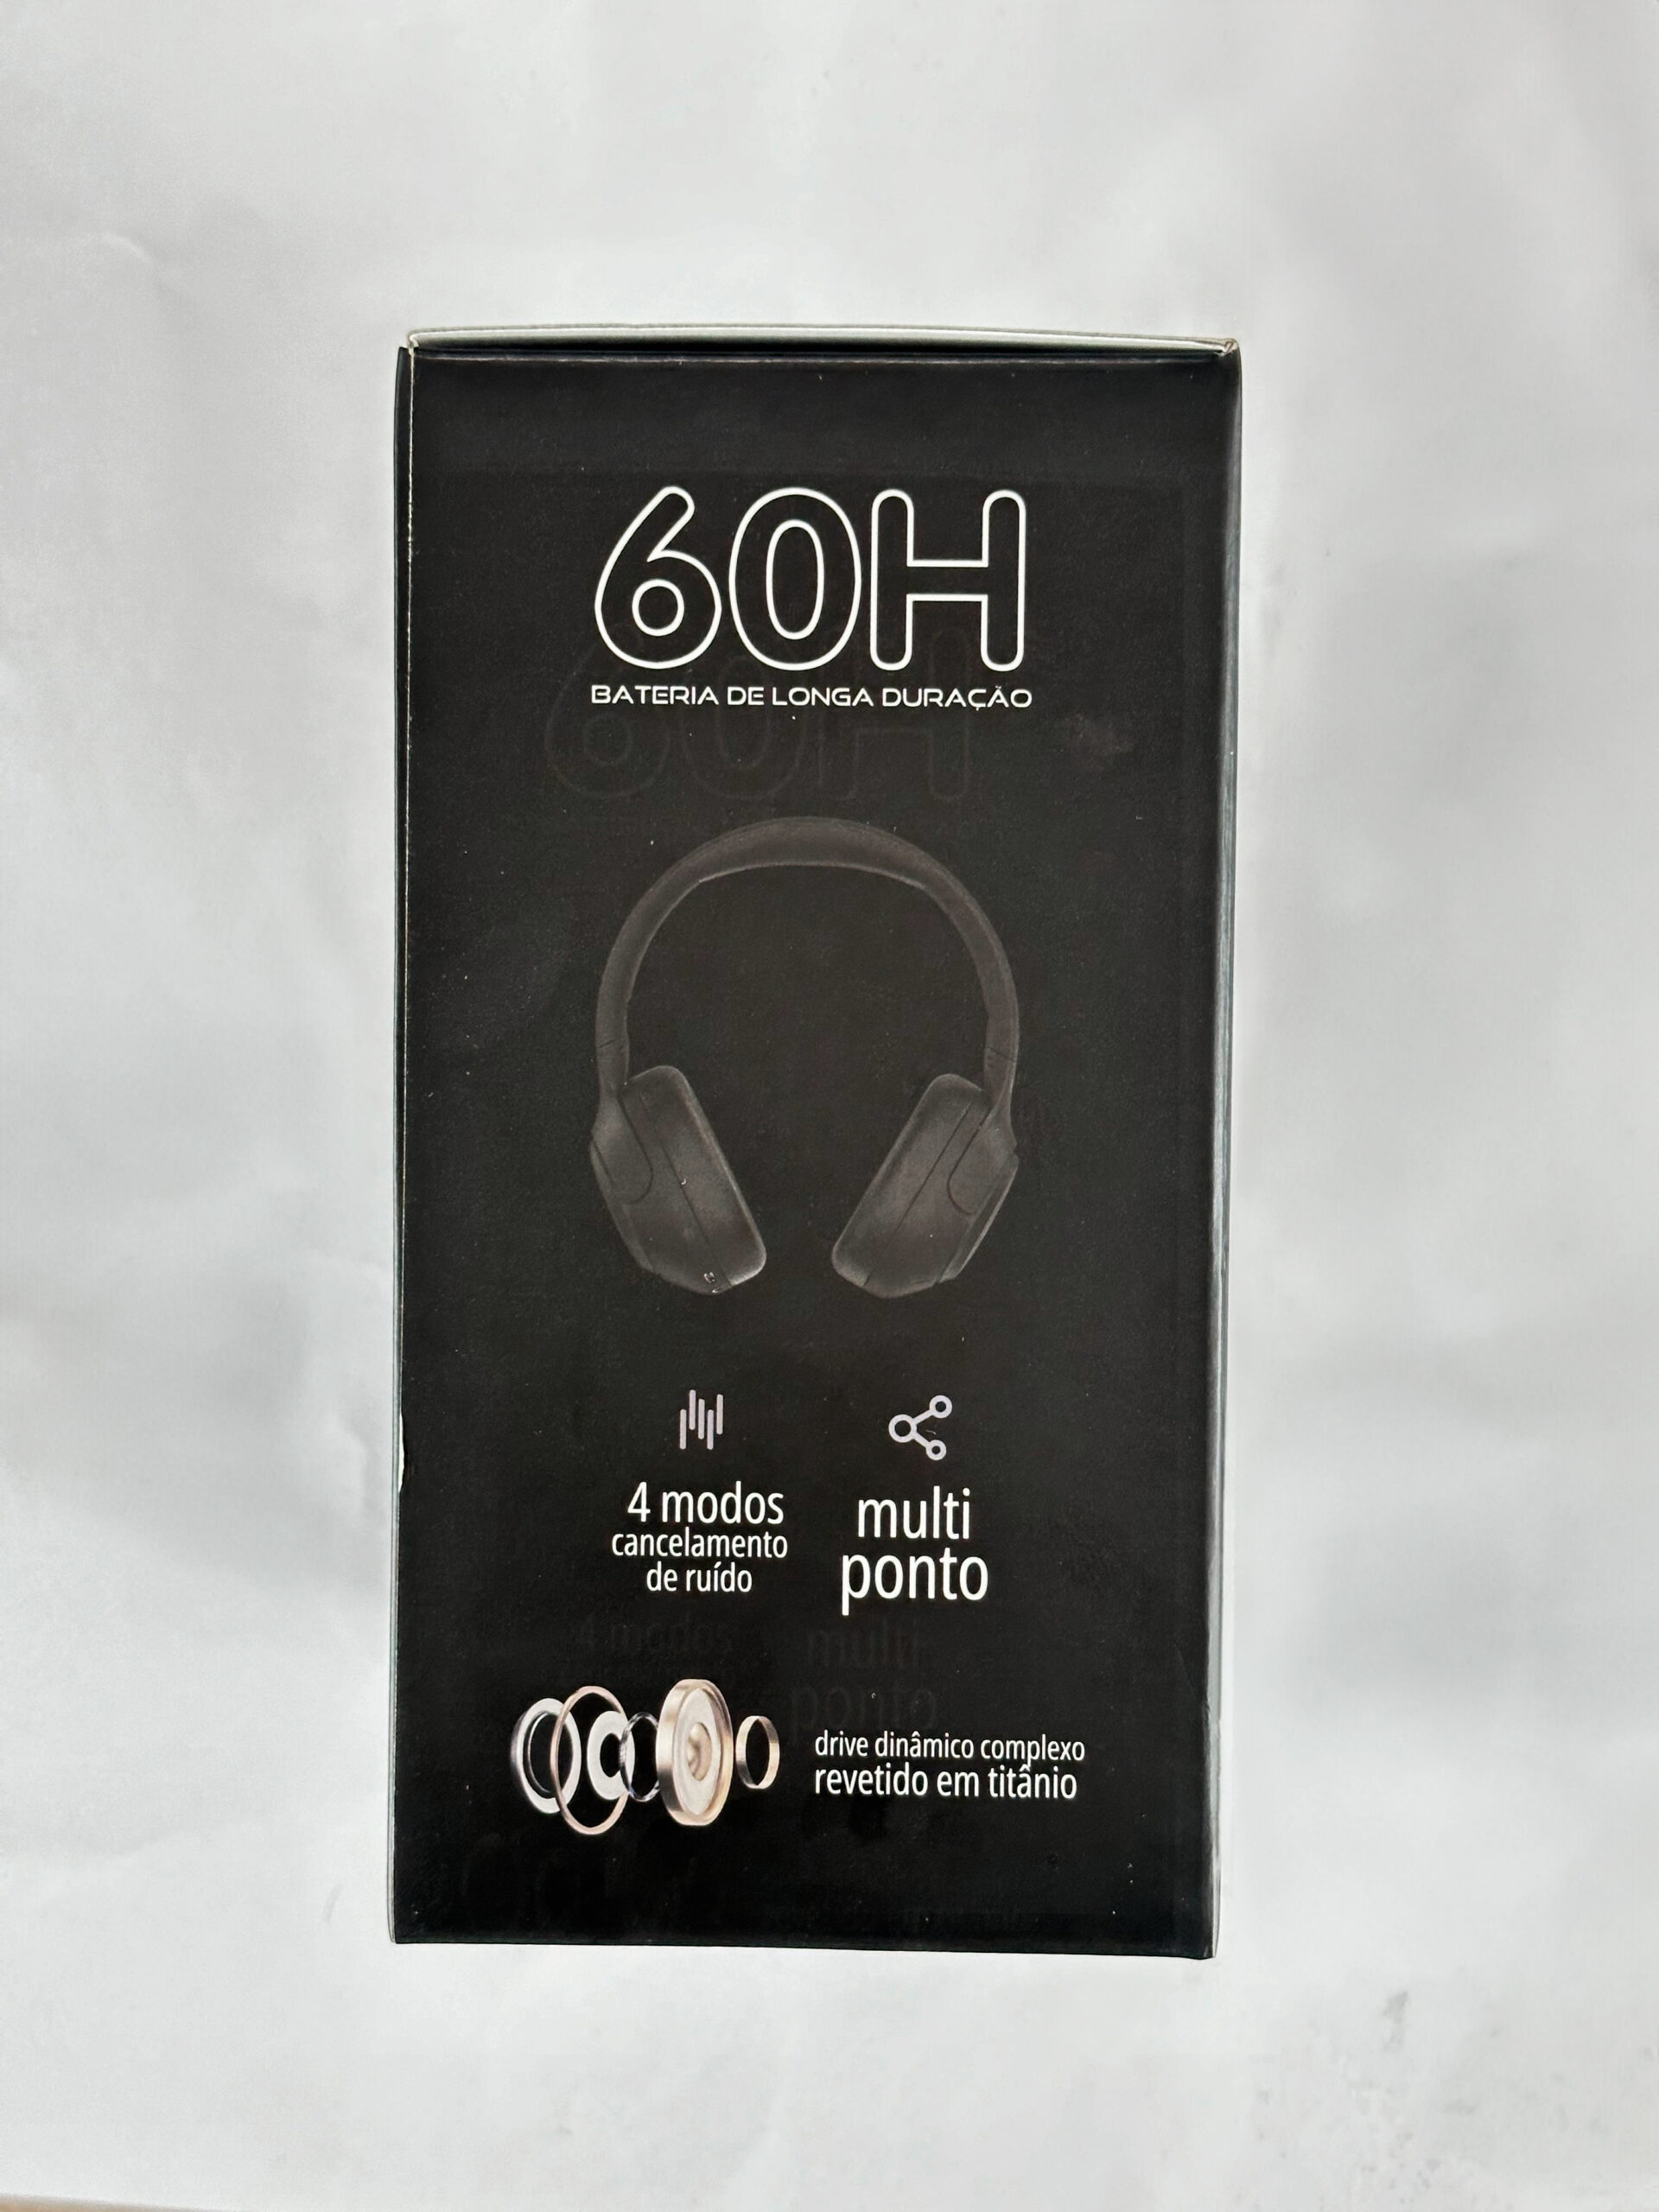 60H
BATERIA DE LONGA DURAÇÃO
4 modos
cancelamento
de ruído
multi
ponto
drive dinâmico complexo
revetido em titânio